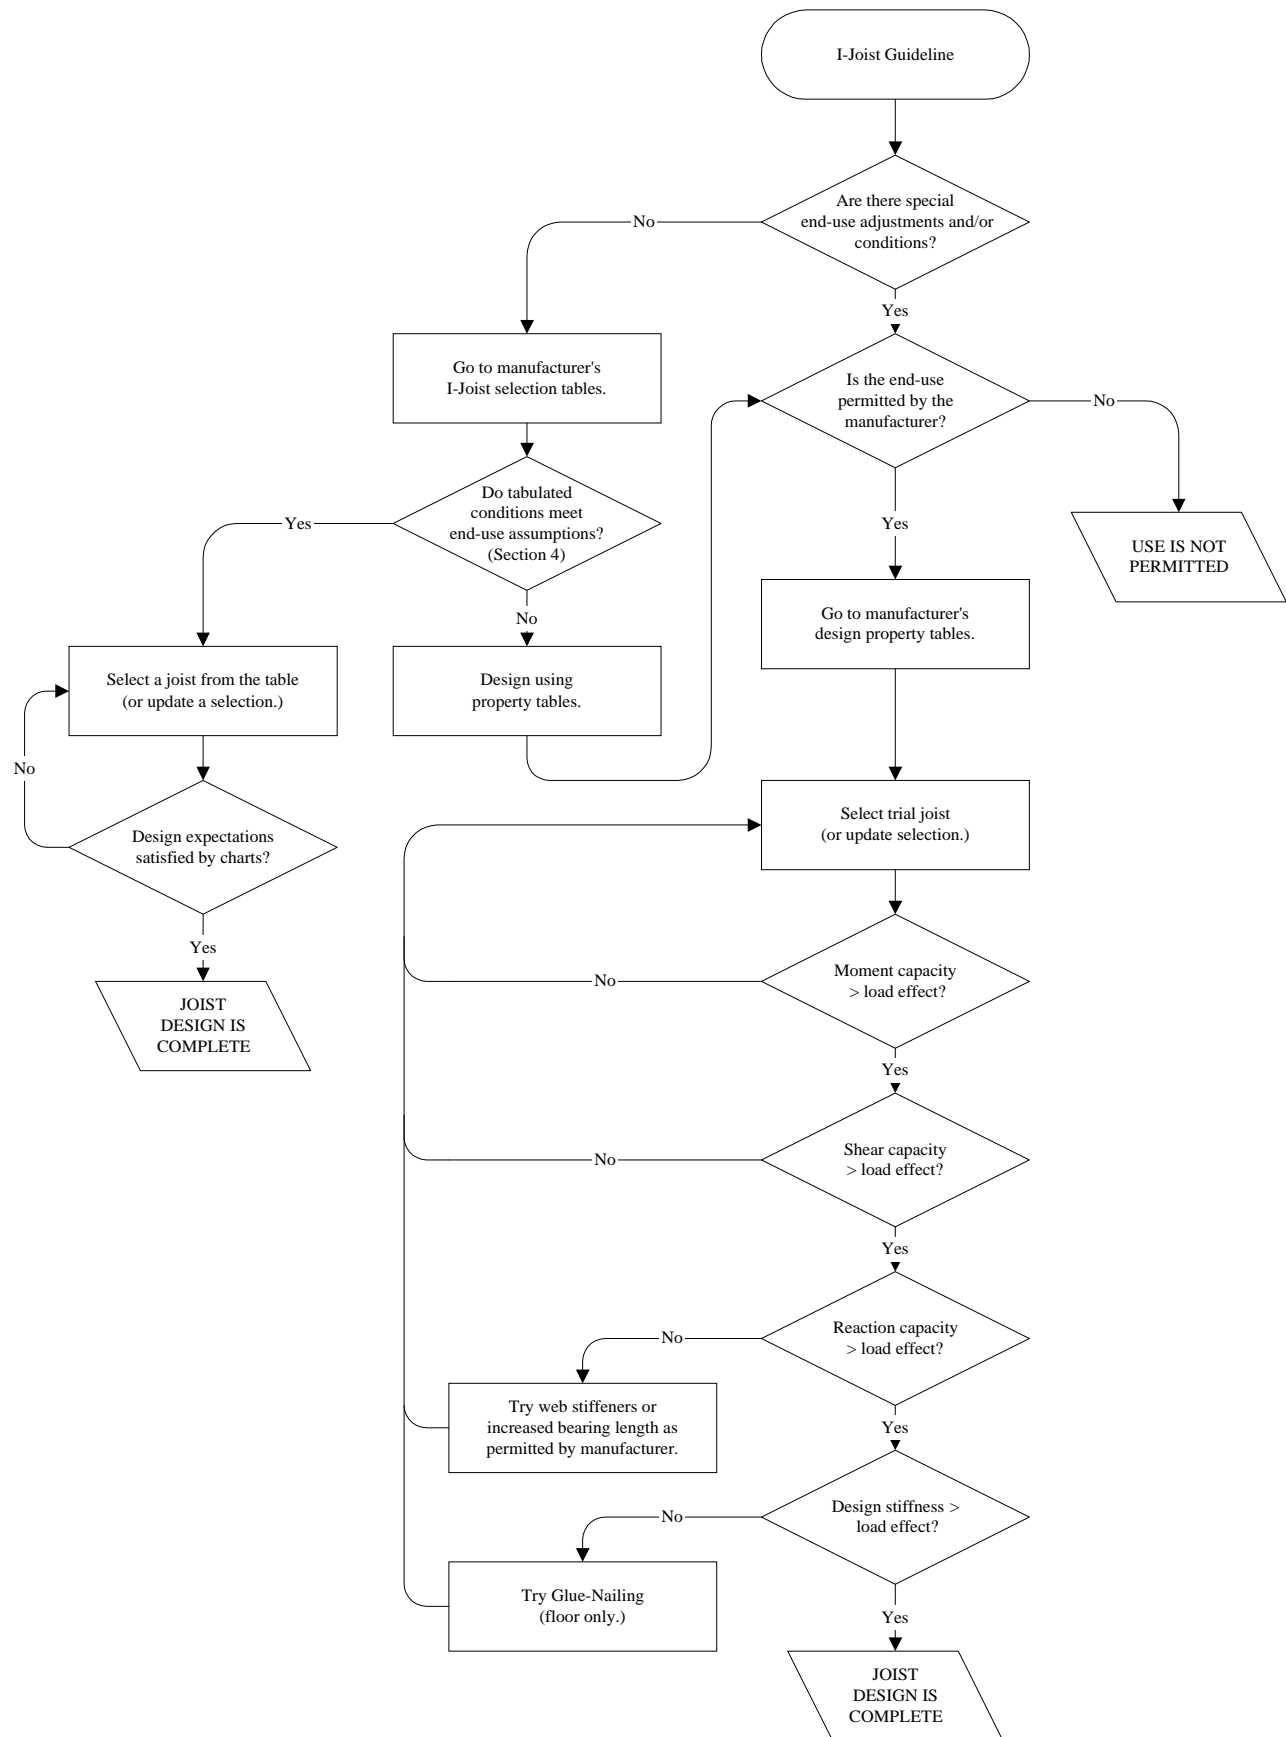 I-Joist Guideline
Are there special
end-use adjustments and/or
conditions?
No
Yes
Go to manufacturer's
I-Joist selection tables.
Is the end-use
permitted by the
manufacturer?
No
Do tabulated
conditions meet
end-use assumptions?
(Section 4)
Yes
Yes
USE IS NOT
PERMITTED
No
Go to manufacturer's
design property tables.
Select a joist from the table
(or update a selection.)
Design using
property tables.
No
Select trial joist
(or update selection.)
Design expectations
satisfied by charts?
Yes
Moment capacity
> load effect?
No
JOIST
DESIGN IS
COMPLETE
Yes
Shear capacity
> load effect?
No
Yes
Reaction capacity
> load effect?
No
Try web stiffeners or
increased bearing length as
permitted by manufacturer.
Yes
Design stiffness >
load effect?
No
Try Glue-Nailing
(floor only.)
Yes
JOIST
DESIGN IS
COMPLETE